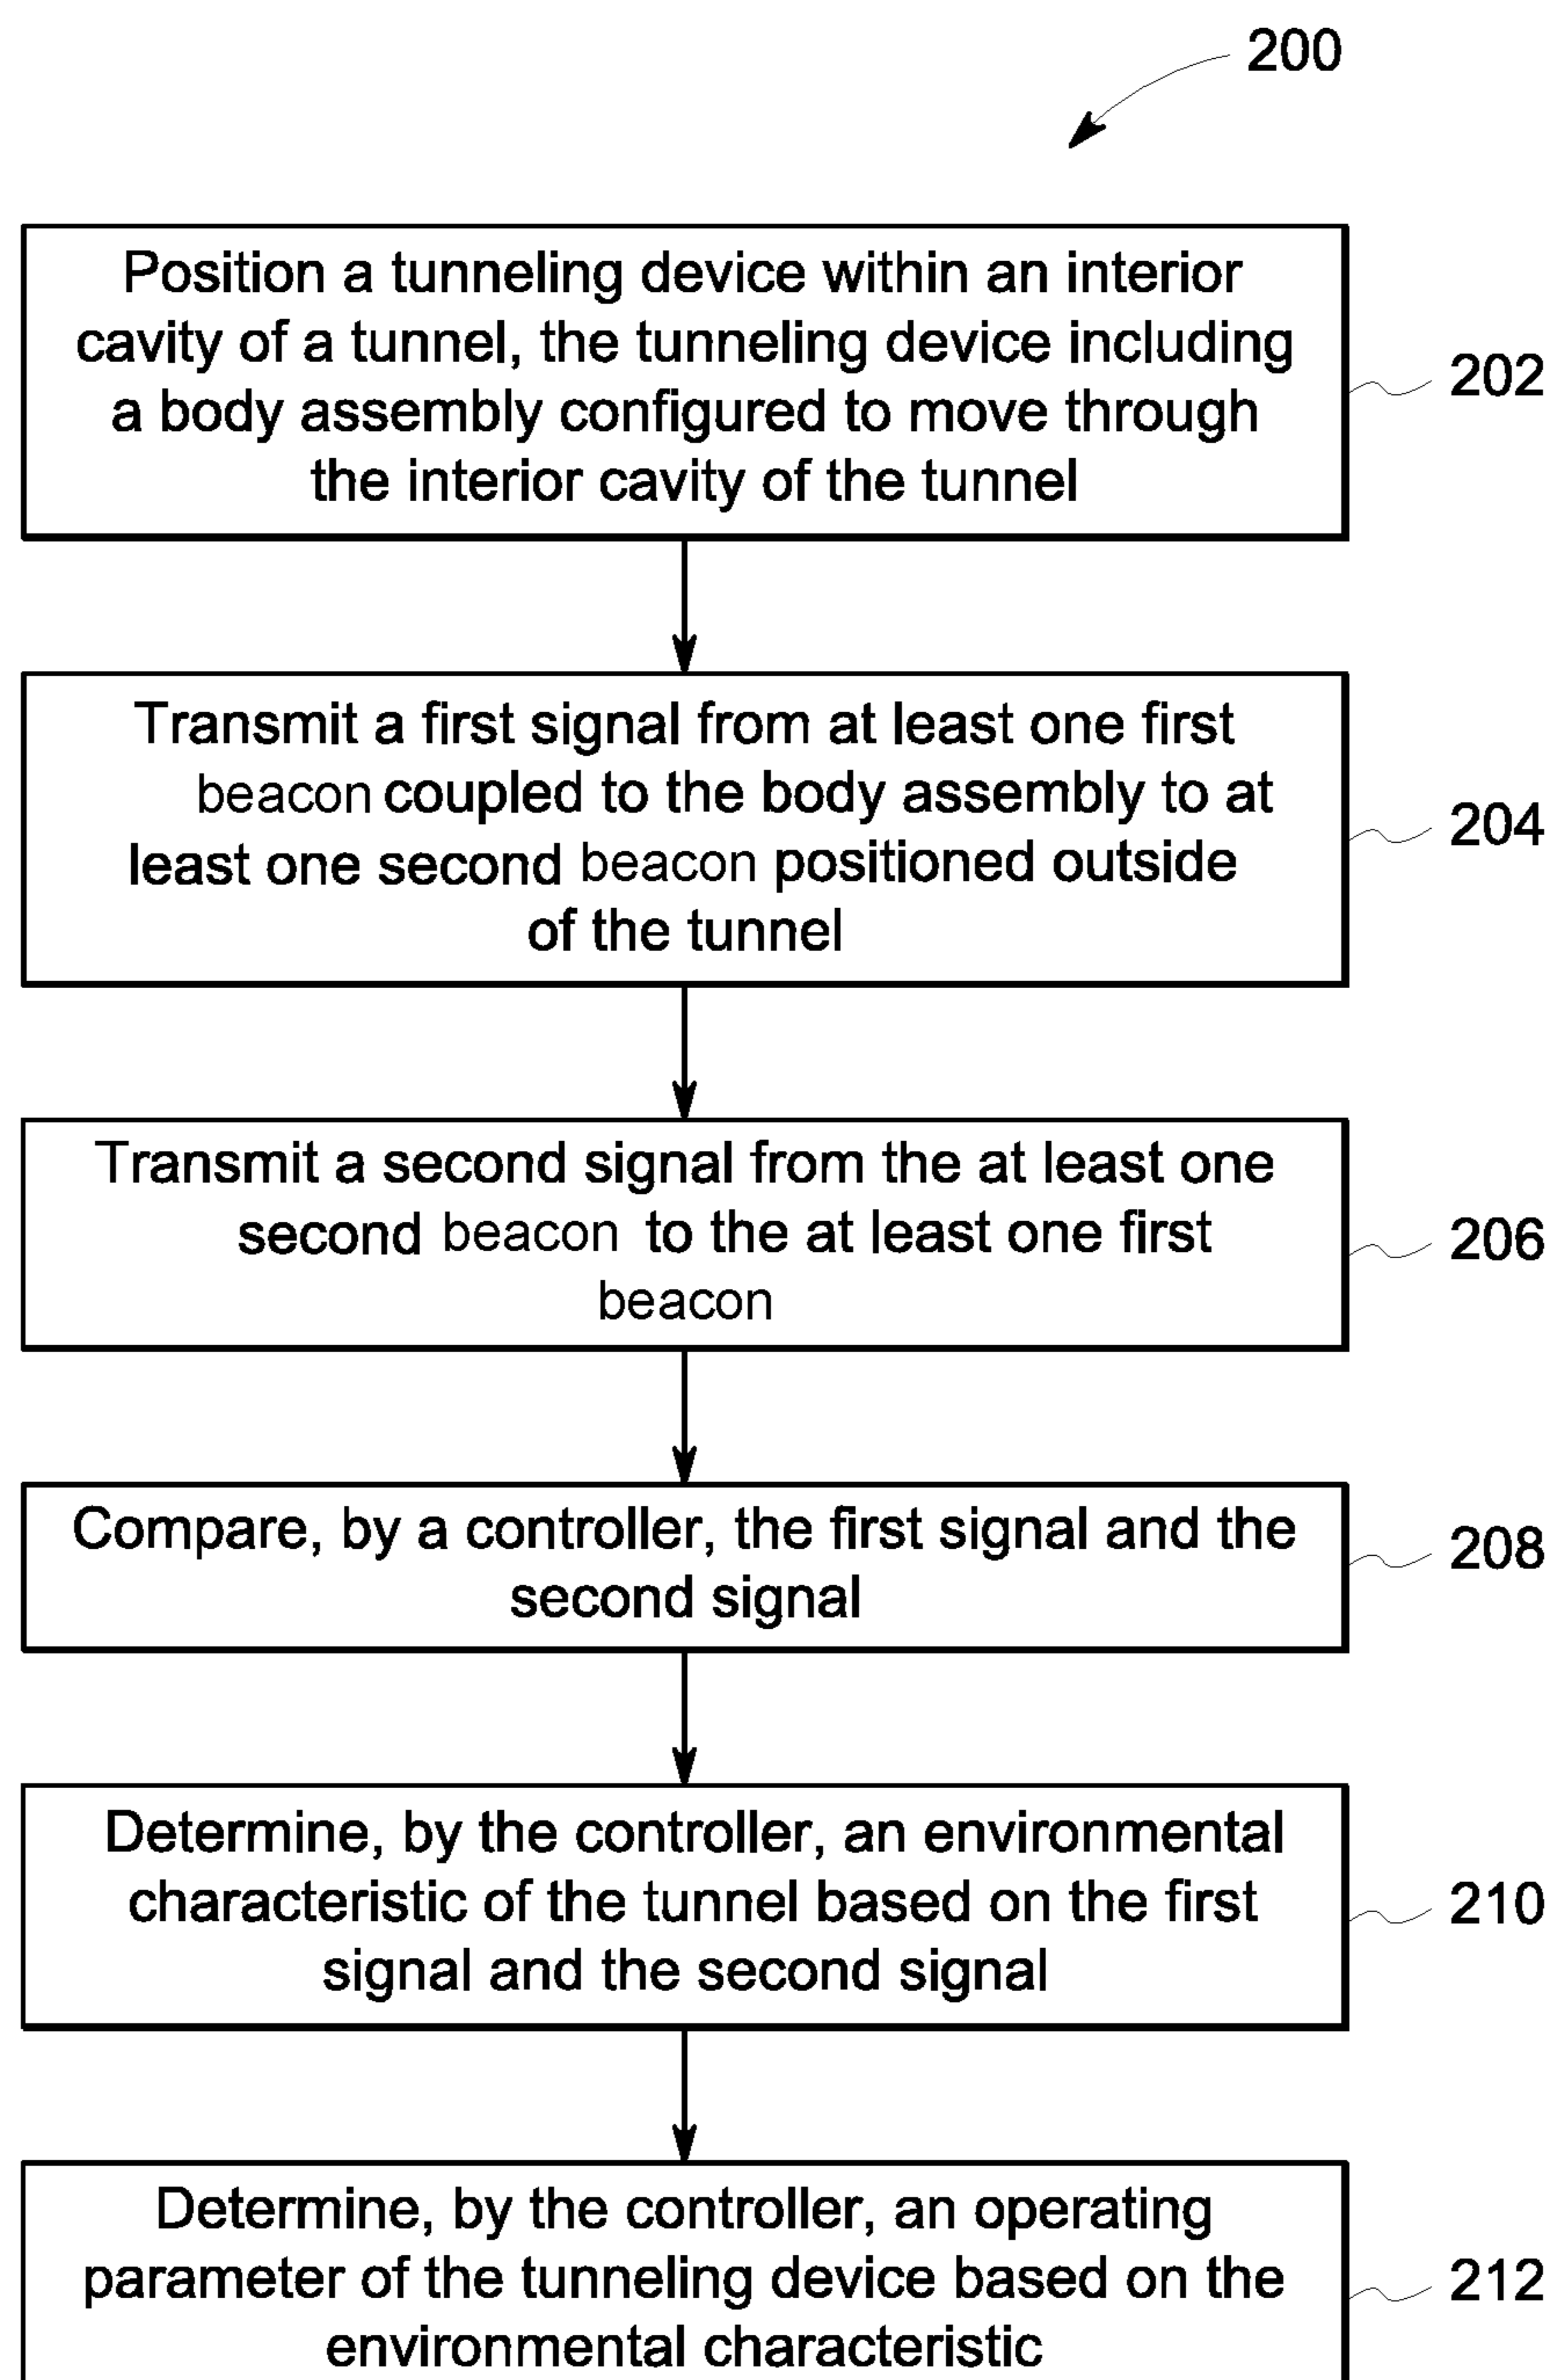 200
Position a tunneling device within an interior
cavity of a tunnel, the tunneling device including
a body assembly configured to move through
the interior cavity of the tunnel
202
Transmit a first signal from at least one first
beacon coupled to the body assembly to at
least one second beacon positioned outside
of the tunnel
204
Transmit a second signal from the at least one
second beacon to the at least one first
beacon
206
Compare, by a controller, the first signal and the
second signal
208
Determine, by the controller, an environmental
characteristic of the tunnel based on the first
signal and the second signal
210
Determine, by the controller, an operating
parameter of the tunneling device based on the
environmental characteristic
212